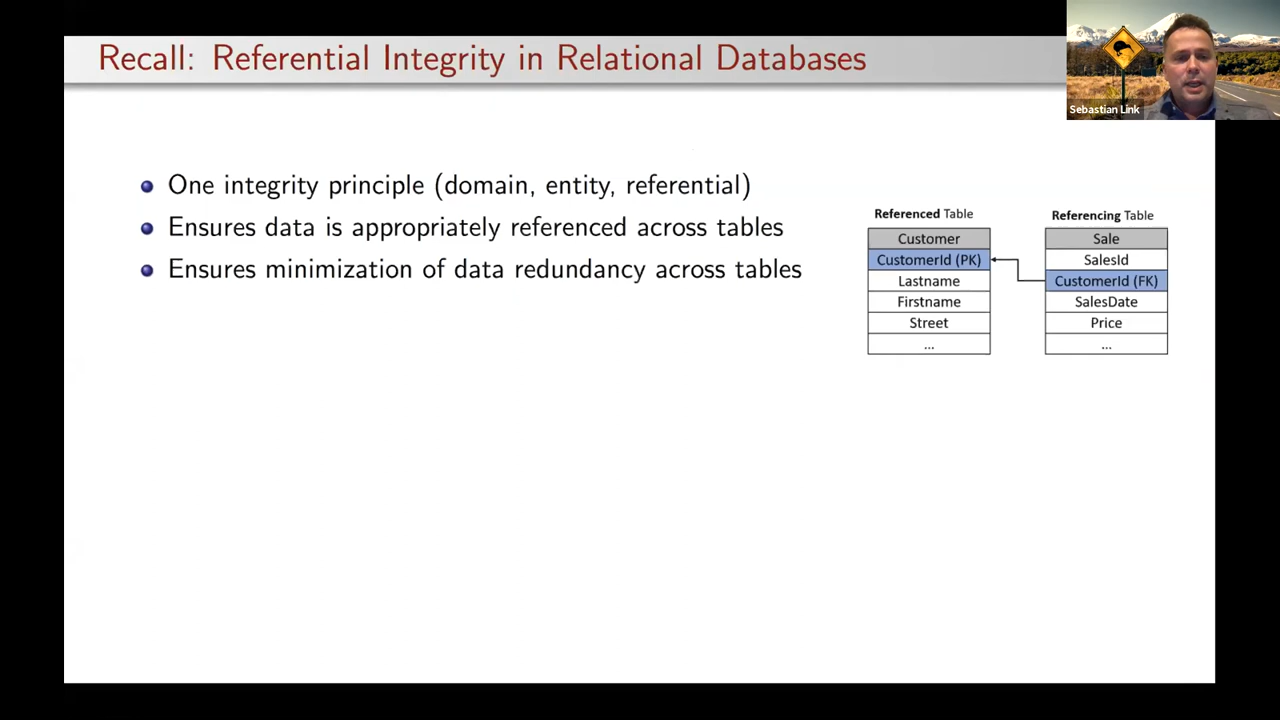 Recall: Referential Integrity in Relational Databases
Sebastian Link
One integrity principle (domain, entity, referential)
Ensures data is appropriately referenced across tables
Ensures minimization of data redundancy across tables
Referenced Table
Customer
CustomerId (PK)
Lastname
Firstname
Street
...
Referencing Table
Sale
SalesId
CustomerId (FK)
SalesDate
Price
...